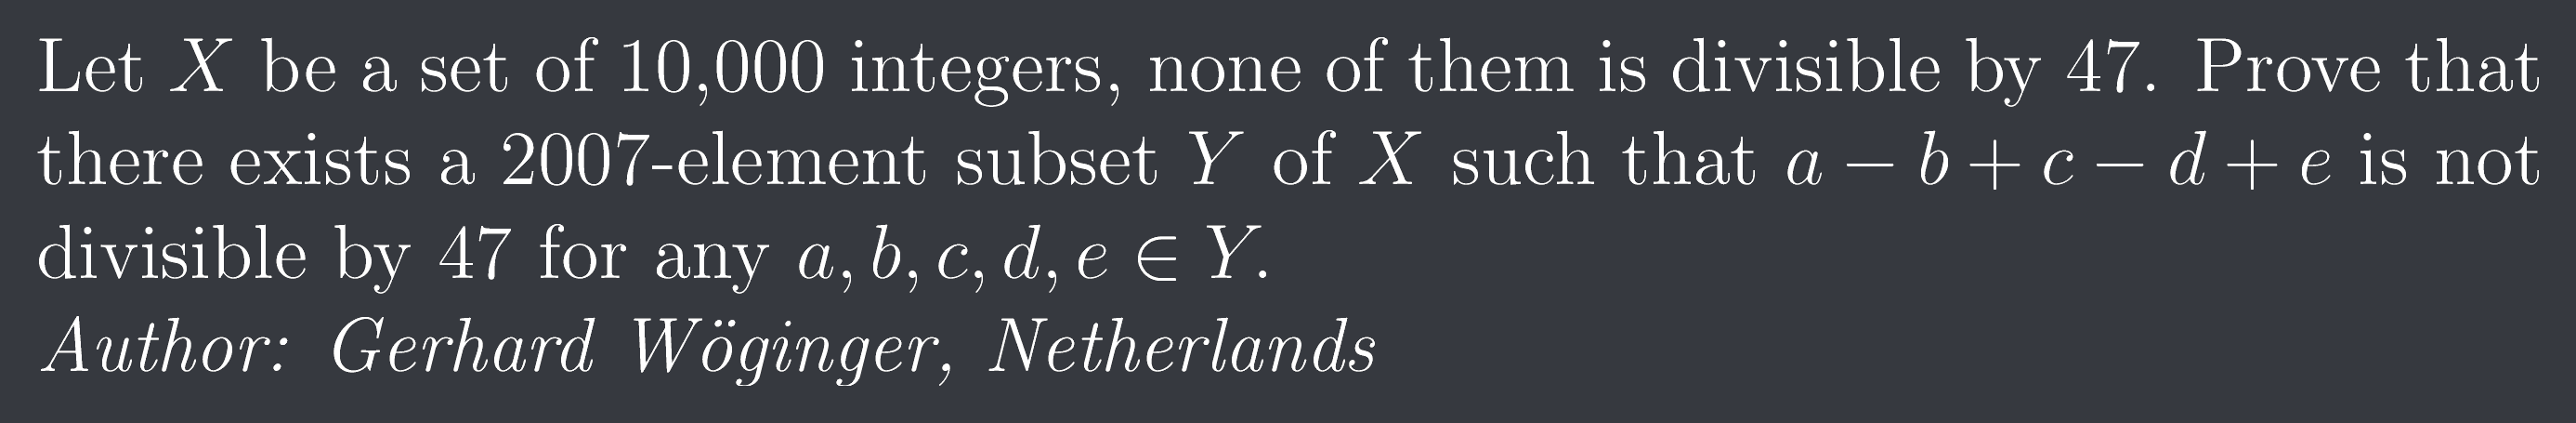 Let X be a set of 10,000 integers, none of them is divisible by 47. Prove that
there exists a 2007-element subset Y of X such that a − b + c − d + e is not
divisible by 47 for any a, b, c, d, e ∈ Y.
Author: Gerhard Wöginger, Netherlands